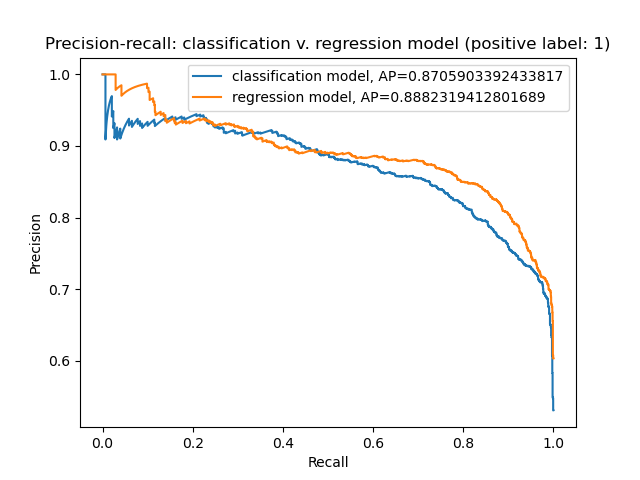 Precision-recall: classification v. regression model (positive label: 1)
classification model, AP=0.8705903392433817
regression model, AP=0.8882319412801689
1.0
0.9
0.8
0.7
0.6
Precision
0.0 0.2 0.4 0.6 0.8 1.0
Recall